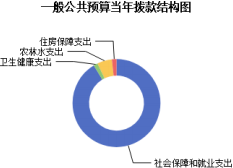 一般公共预算当年拨款结构图
住房保障支出
农林水支出
卫生健康支出
社会保障和就业支出